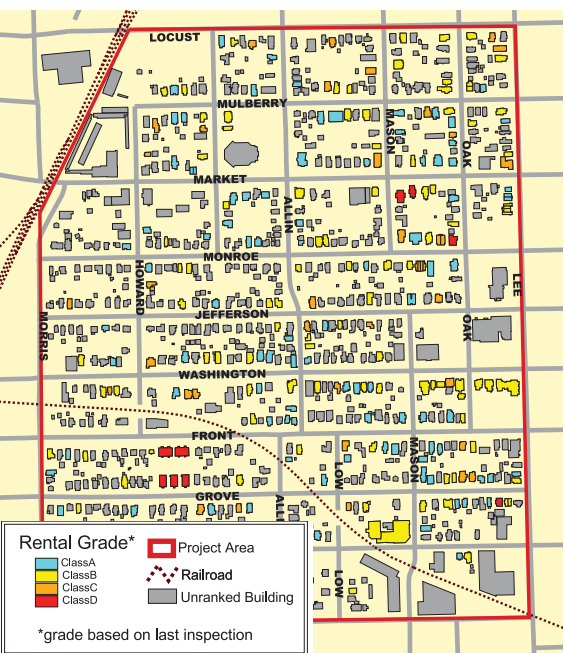 LOCUST
MULBERRY
MASON
OAK
MARKET
ALLIN
MONROE
HOWARD
LEE
MORRIS
JEFFERSON
OAK
WASHINGTON
FRONT
MASON
LOW
GROVE
LOW
Rental Grade*
ClassA
ClassB
ClassC
ClassD
Project Area
Railroad
Unranked Building
*grade based on last inspection